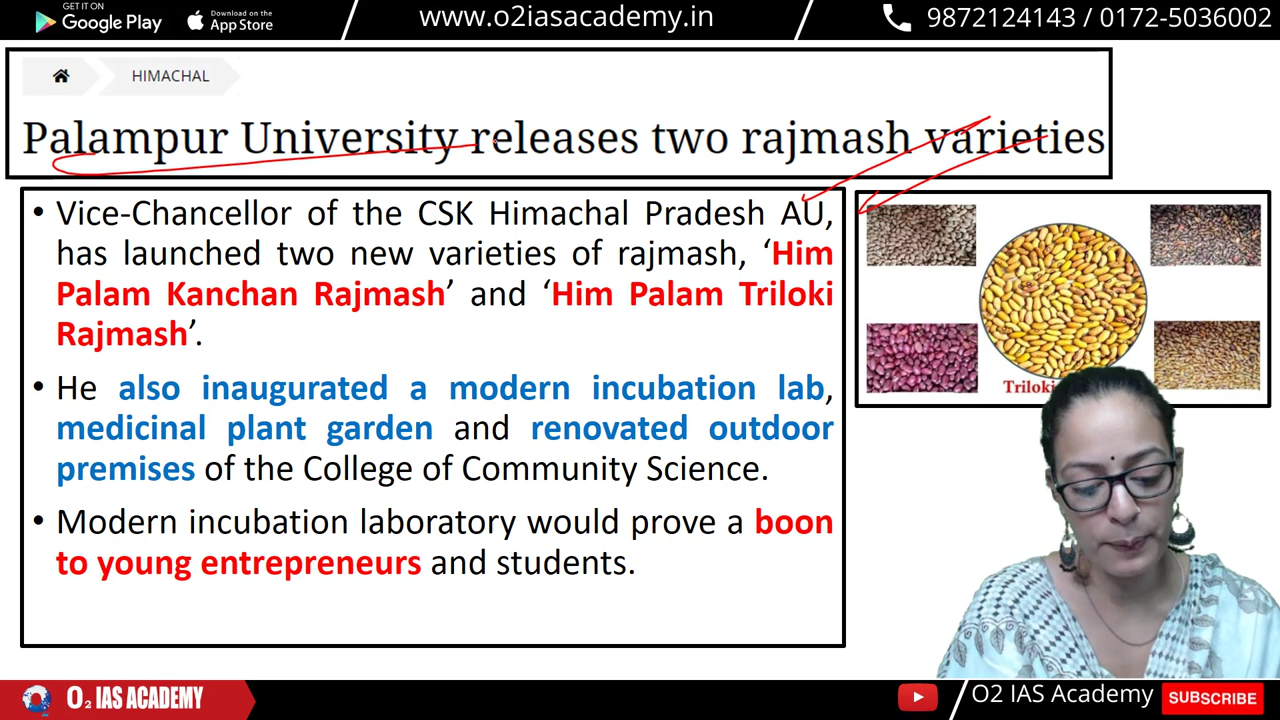 GET IT ON
Google Play
Download on the
App Store
www.o2iasacademy.in
9872124143 / 0172-5036002
HIMACHAL
Palampur University releases two rajmash varieties
• Vice-Chancellor of the CSK Himachal Pradesh AU,
has launched two new varieties of rajmash, ‘Him
Palam Kanchan Rajmash’ and ‘Him Palam Triloki
Rajmash’.
• He also inaugurated a modern incubation lab,
medicinal plant garden and renovated outdoor
premises of the College of Community Science.
• Modern incubation laboratory would prove a boon
to young entrepreneurs and students.
O2 IAS ACADEMY
O2 IAS Academy
SUBSCRIBE